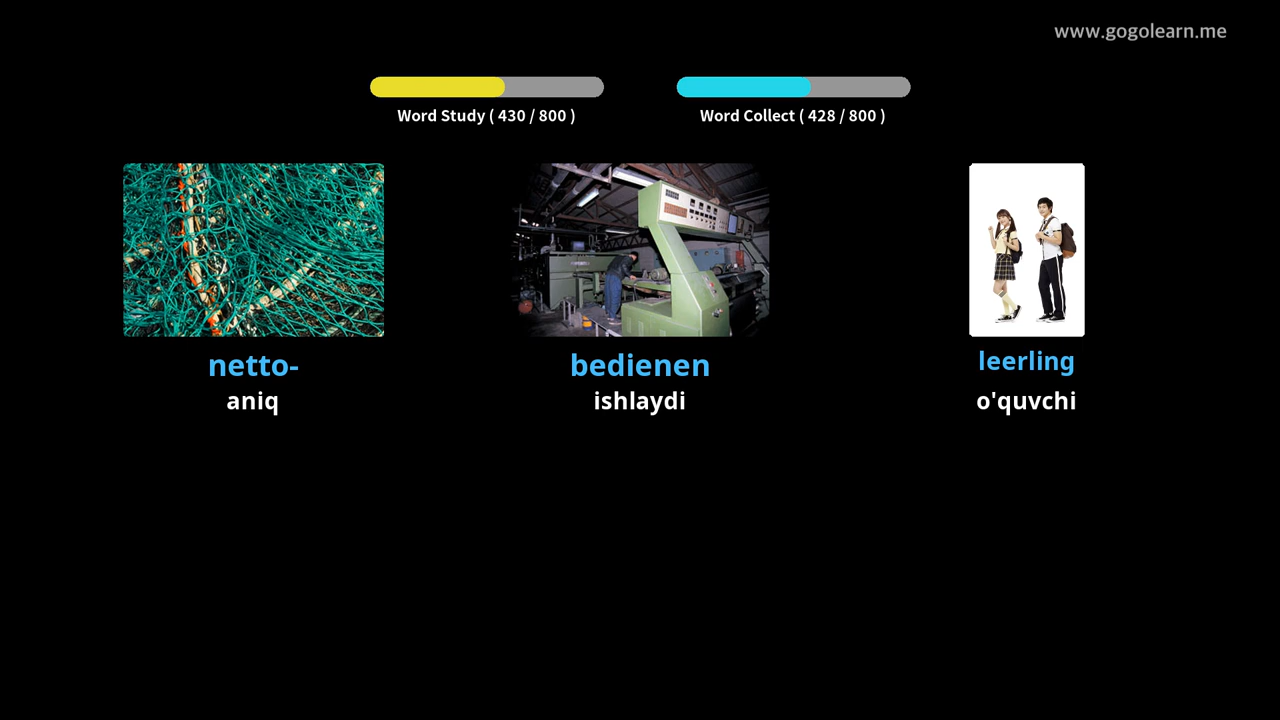 www.gogolearn.me
Word Study ( 430 / 800 )
Word Collect ( 428 / 800 )
netto-
aniq
bedienen
ishlaydi
leerling
o'quvchi